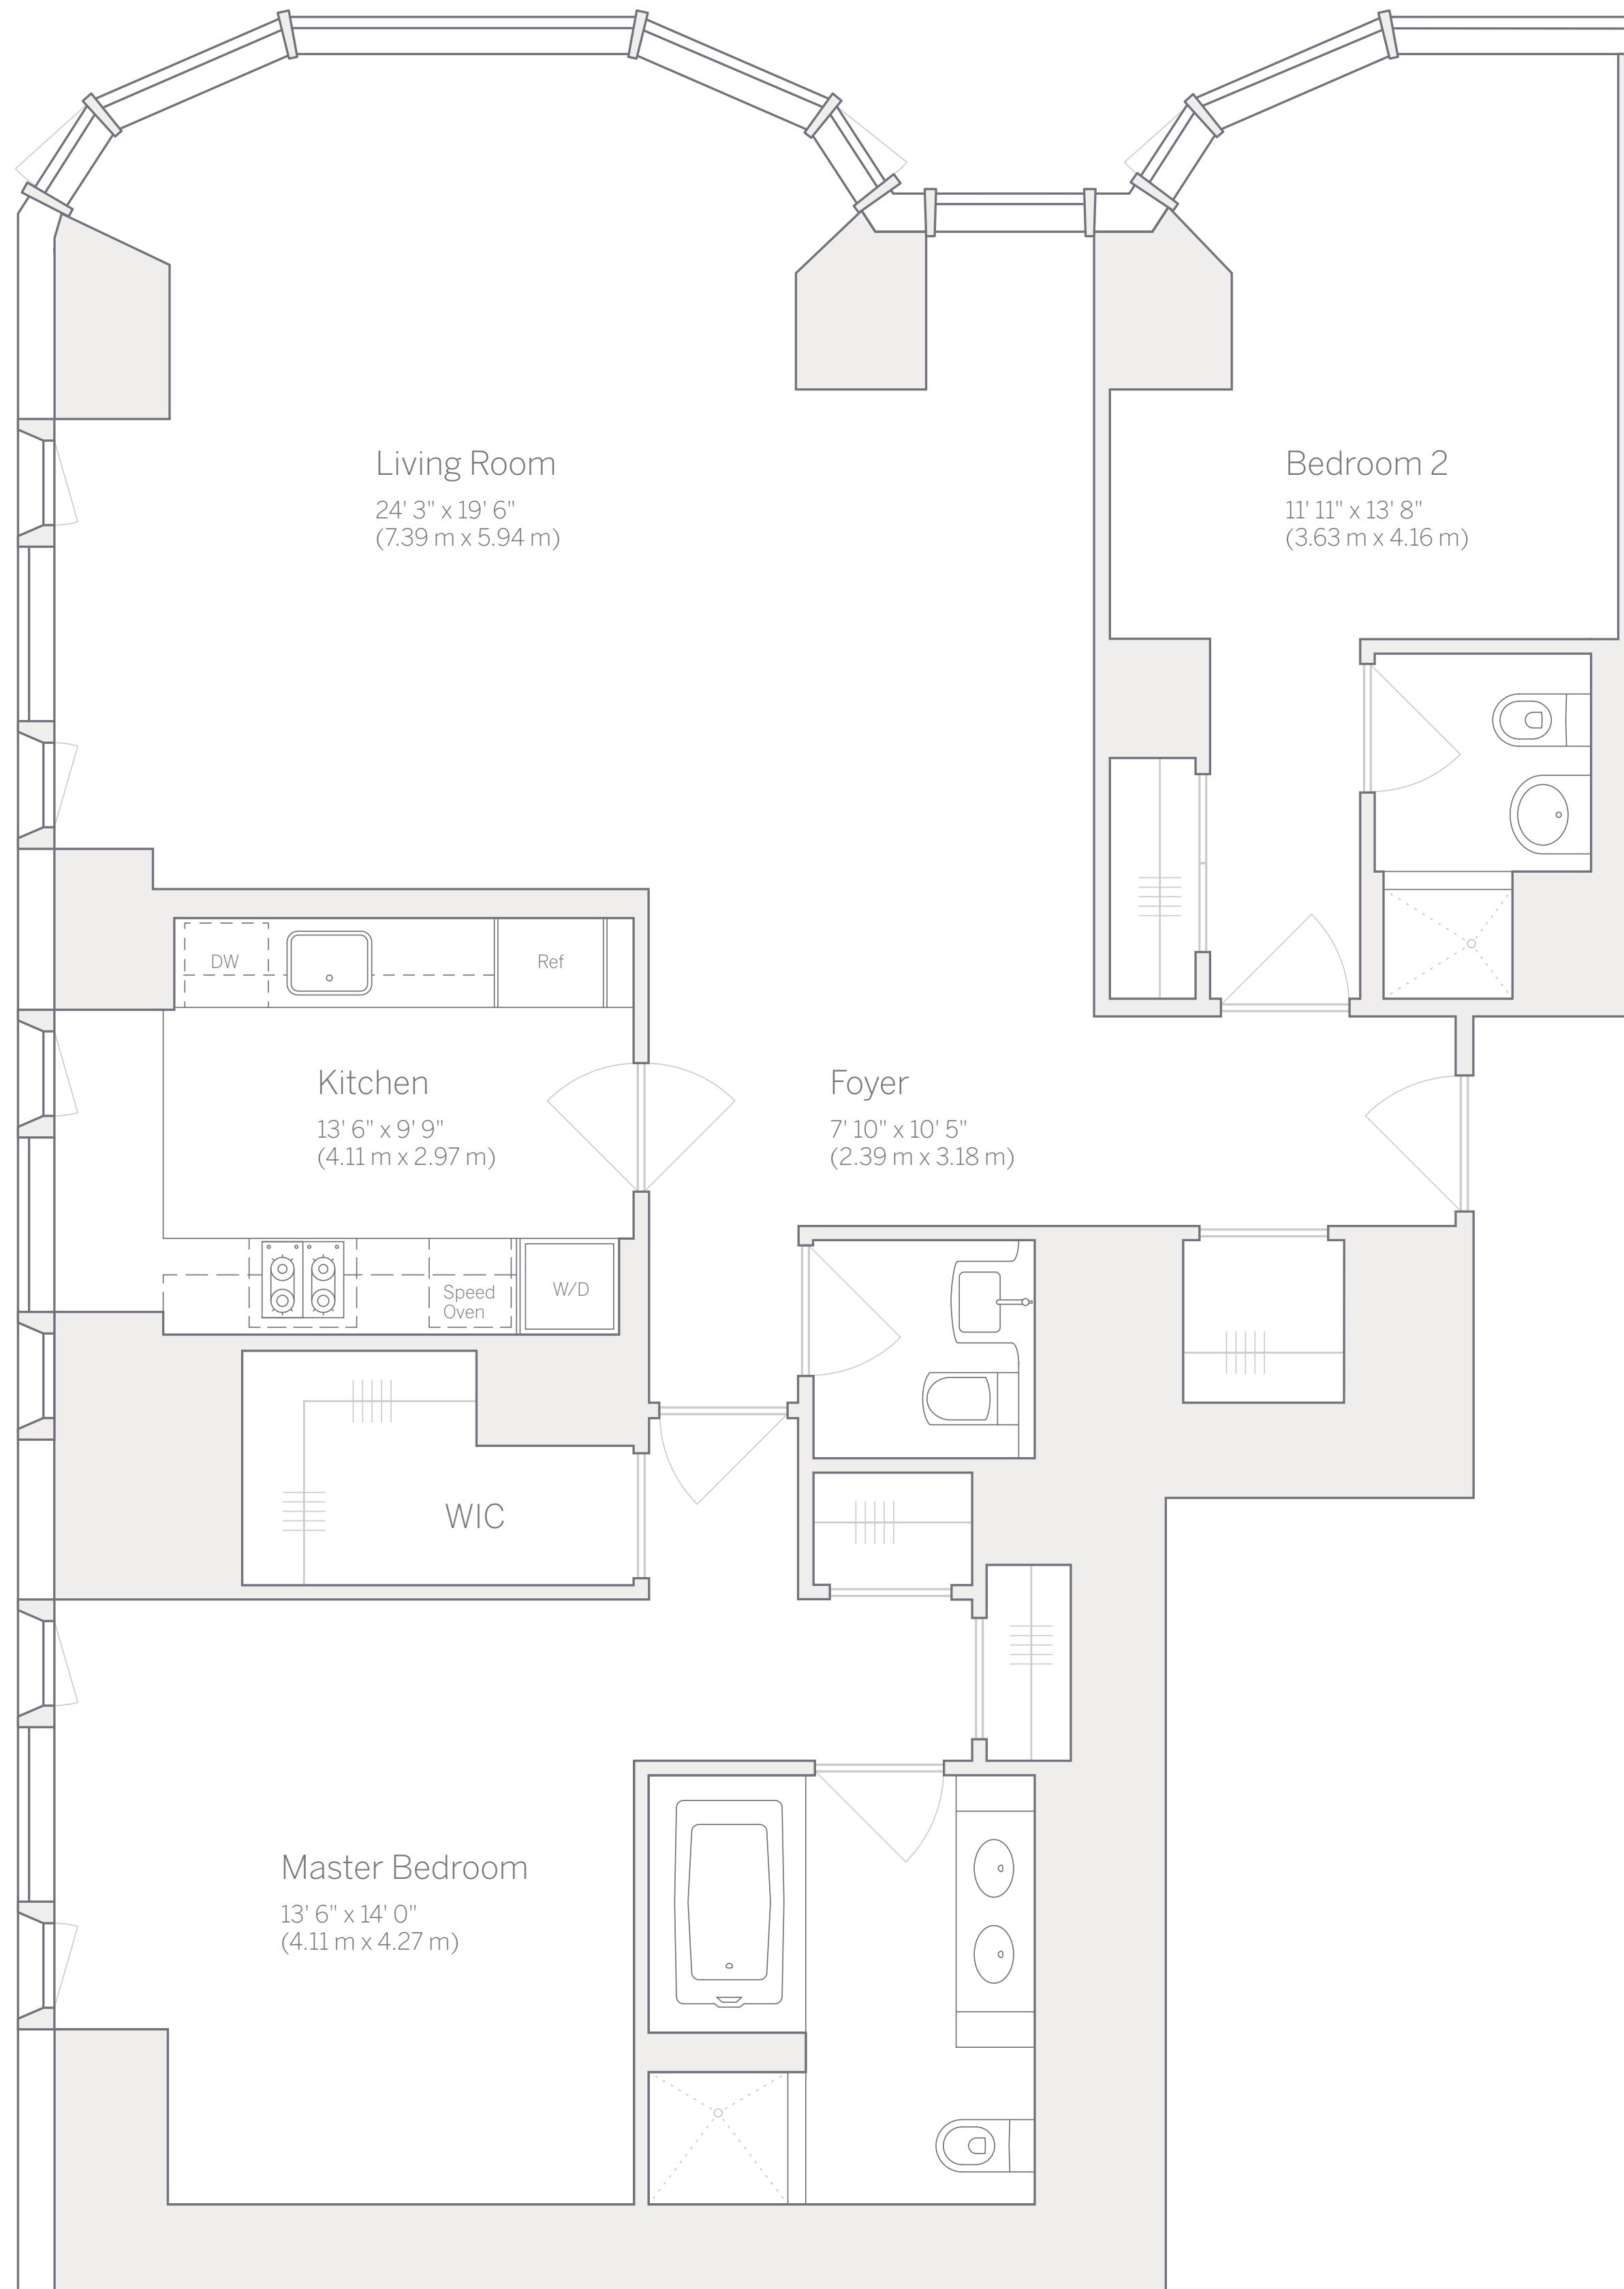 Living Room
24' 3" x 19' 6"
(7.39 m x 5.94 m)
Bedroom 2
11' 11" x 13' 8"
(3.63 m x 4.16 m)
DW
Ref
Kitchen
13' 6" x 9' 9"
(4.11 m x 2.97 m)
Foyer
7' 10" x 10' 5"
(2.39 m x 3.18 m)
Speed
Oven
W/D
WIC
Master Bedroom
13' 6" x 14' 0"
(4.11 m x 4.27 m)